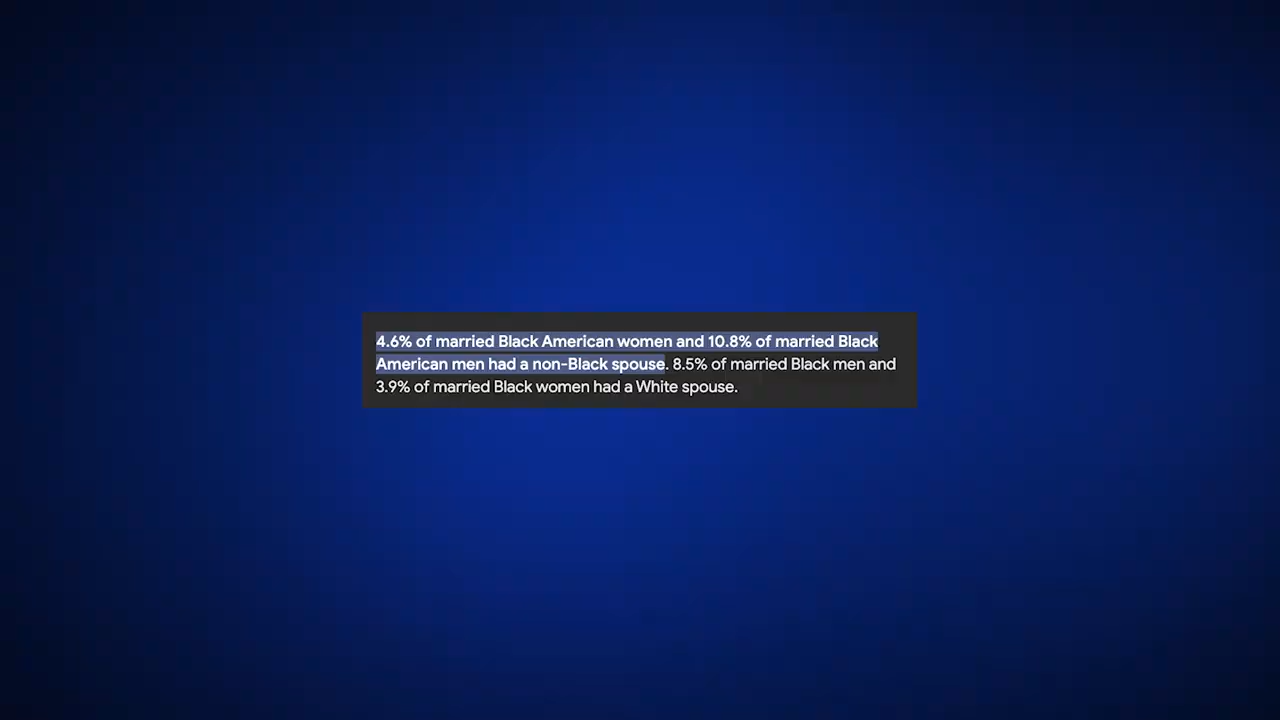 4.6% of married Black American women and 10.8% of married Black
American men had a non-Black spouse. 8.5% of married Black men and
3.9% of married Black women had a White spouse.